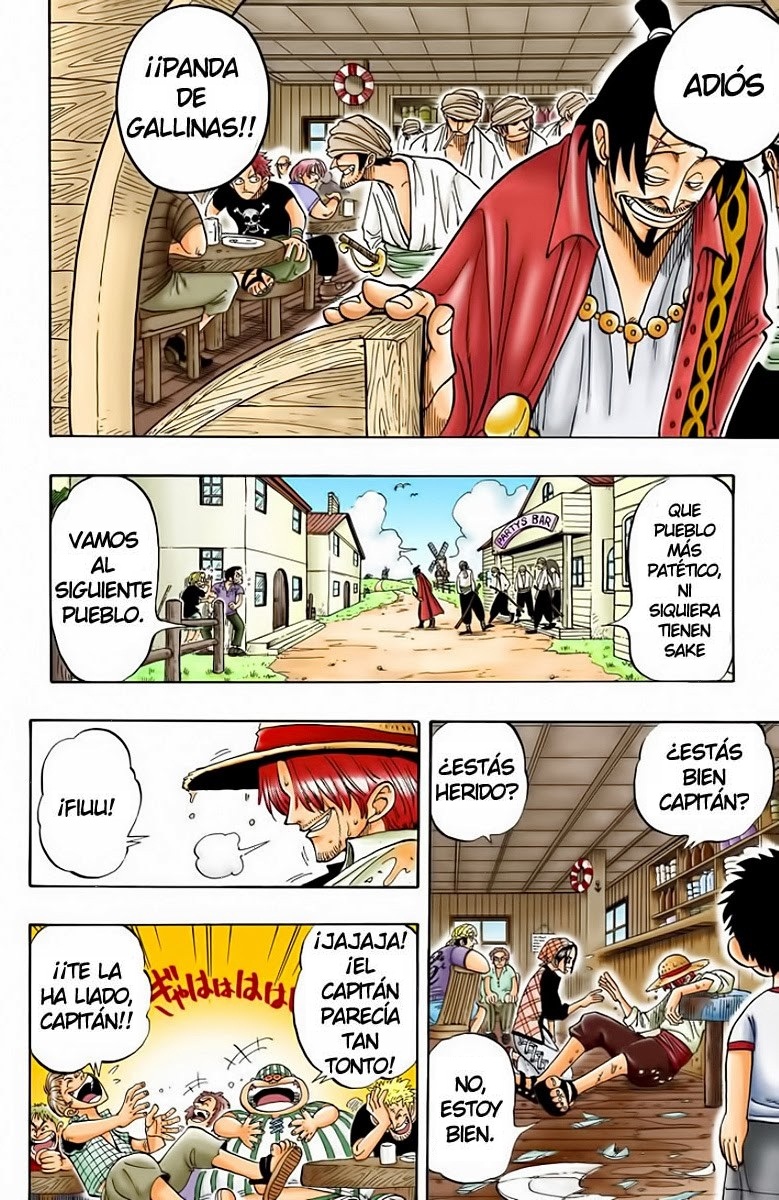 ADIÓS
¡¡PANDA
DE
GALLINAS!!
QUE
PUEBLO
MÁS
PATÉTICO,
NI
SIQUIERA
TIENEN
SAKE
PARTYS BAR
VAMOS
AL
SIGUIENTE
PUEBLO.
¿ESTÁS
BIEN
CAPITÁN?
¿ESTÁS
HERIDO?
NO,
ESTOY
BIEN.
¡FIUU!
¡JAJAJA!
¡EL
CAPITÁN
PARECÍA
TAN
TONTO!
ぎゃはははは
¡¡TE LA
HA LIADO,
CAPITÁN!!